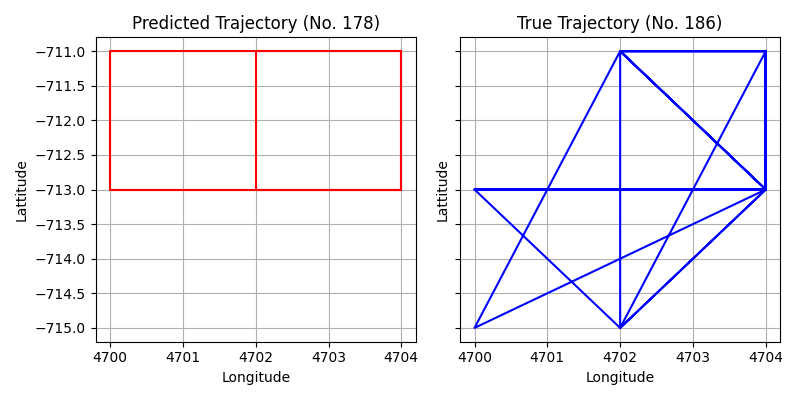 Predicted Trajectory (No. 178)
True Trajectory (No. 186)
−711.0
−711.5
−712.0
−712.5
−713.0
−713.5
−714.0
−714.5
−715.0
Lattitude
Lattitude
4700 4701 4702 4703 4704
4700 4701 4702 4703 4704
Longitude
Longitude